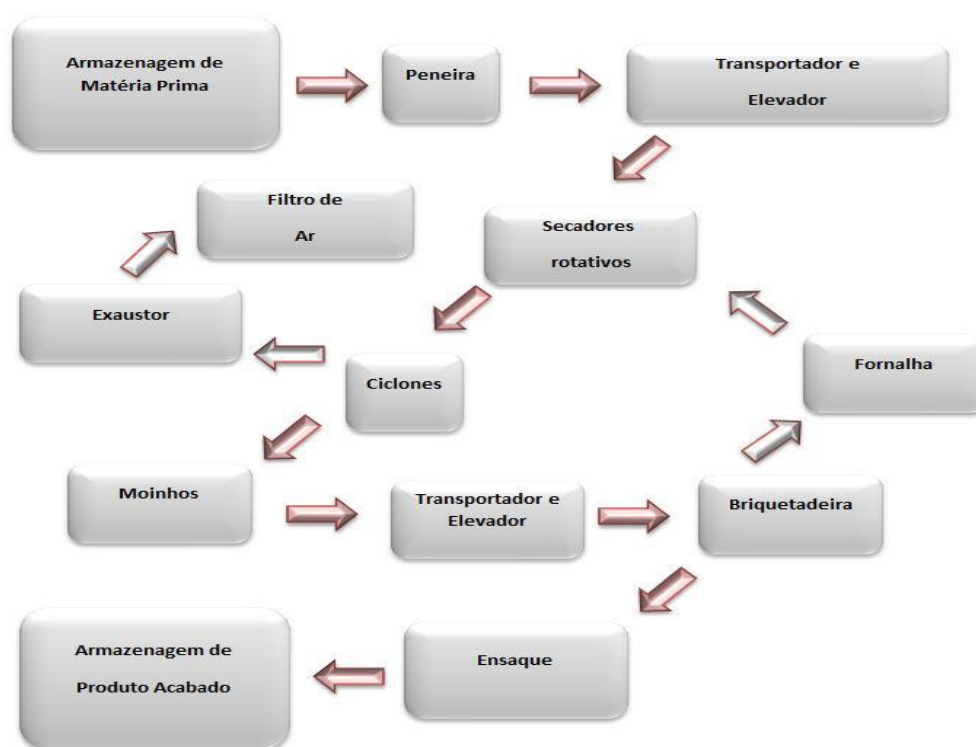 Armazenagem de
Matéria Prima
Peneira
Transportador e
Elevador
Filtro de
Ar
Secadores
rotativos
Exaustor
Ciclones
Fornalha
Moinhos
Transportador e
Elevador
Briquetadeira
Armazenagem de
Produto Acabado
Ensaque